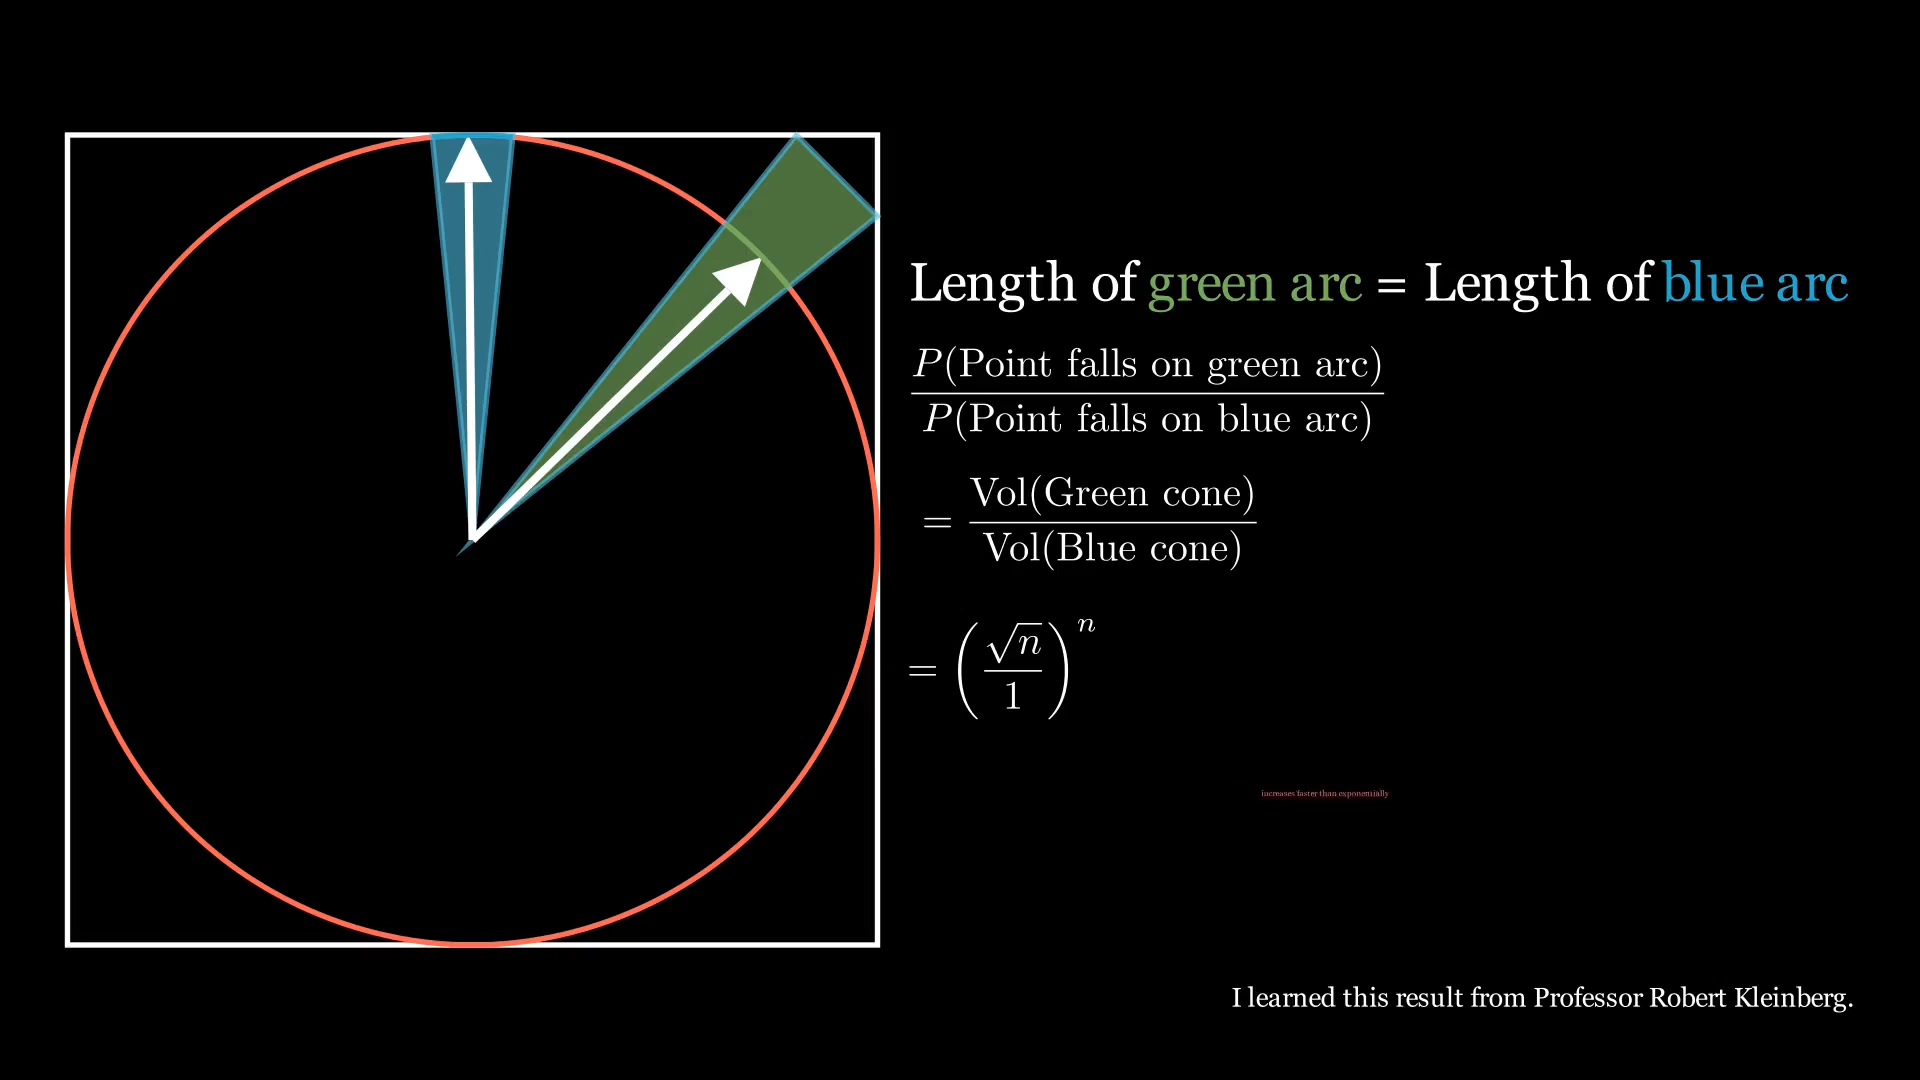 Length of green arc = Length of blue arc
P(Point falls on green arc)
P(Point falls on blue arc)
= Vol(Green cone)
Vol(Blue cone)
= (√n / 1)^n
increases faster than exponentially
I learned this result from Professor Robert Kleinberg.